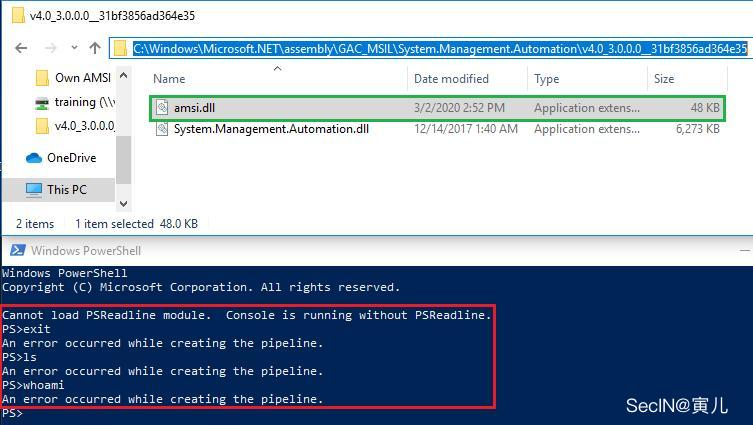 v4.0_3.0.0.0__31bf3856ad364e35
C:\Windows\Microsoft.NET\assembly\GAC_MSIL\System.Management.Automation\v4.0_3.0.0.0__31bf3856ad364e35
Own AMSI
training (\\v
v4.0_3.0.0.0_
OneDrive
This PC
Name Date modified Type Size
amsi.dll 3/2/2020 2:52 PM Application extens... 48 KB
System.Management.Automation.dll 12/14/2017 1:40 AM Application extens... 6,273 KB
2 items 1 item selected 48.0 KB
Windows PowerShell
Windows PowerShell
Copyright (C) Microsoft Corporation. All rights reserved.
Cannot load PSReadline module.  Console is running without PSReadline.
PS>exit
An error occurred while creating the pipeline.
PS>ls
An error occurred while creating the pipeline.
PS>whoami
An error occurred while creating the pipeline.
PS>
SecIN@寅儿